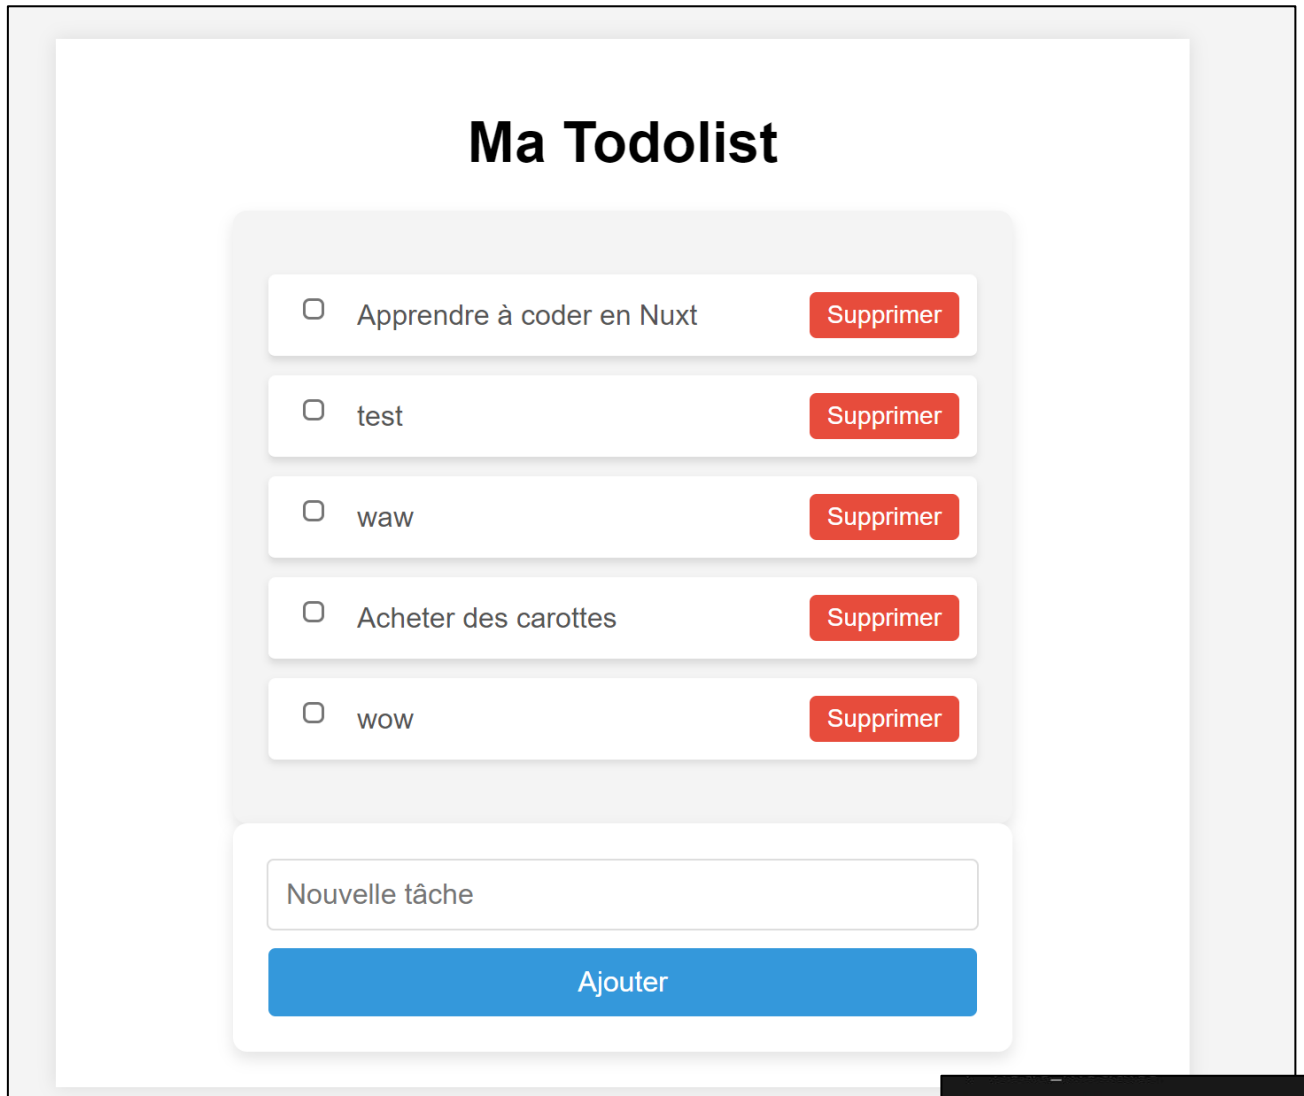 Ma Todolist
Apprendre à coder en Nuxt Supprimer
test Supprimer
waw Supprimer
Acheter des carottes Supprimer
wow Supprimer
Nouvelle tâche
Ajouter